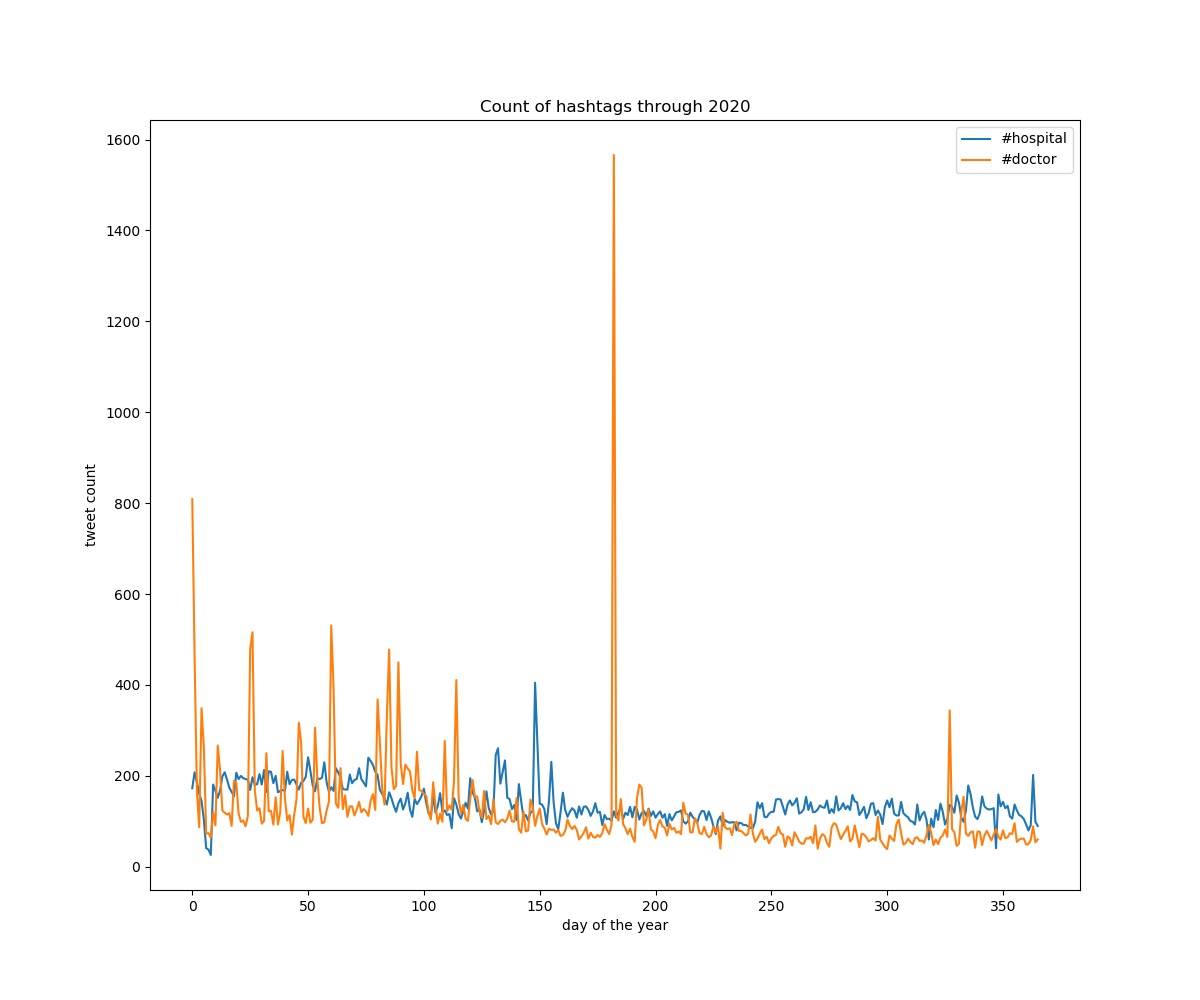 Count of hashtags through 2020
#hospital
#doctor
1600
1400
1200
1000
800
600
400
200
0
tweet count
0 50 100 150 200 250 300 350
day of the year